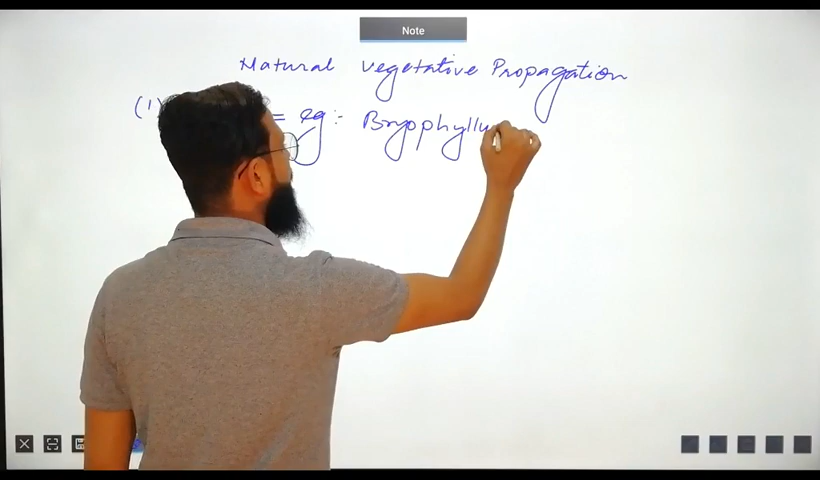 Note
Natural vegetative Propagation
(1) = eg:- Bryophyllu